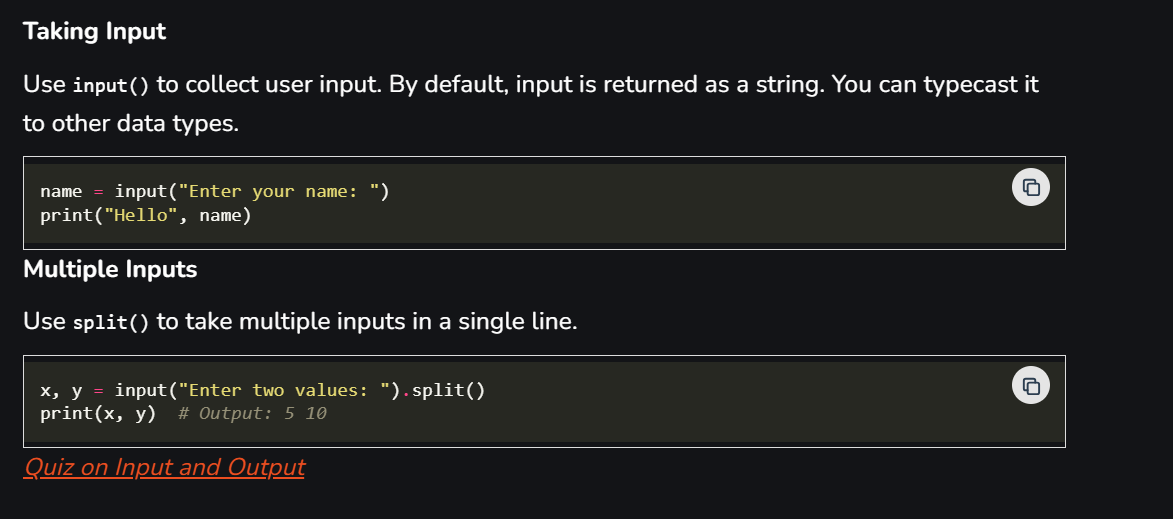 Taking Input
Use input() to collect user input. By default, input is returned as a string. You can typecast it
to other data types.
name = input("Enter your name: ")
print("Hello", name)
Multiple Inputs
Use split() to take multiple inputs in a single line.
x, y = input("Enter two values: ").split()
print(x, y)  # Output: 5 10
Quiz on Input and Output